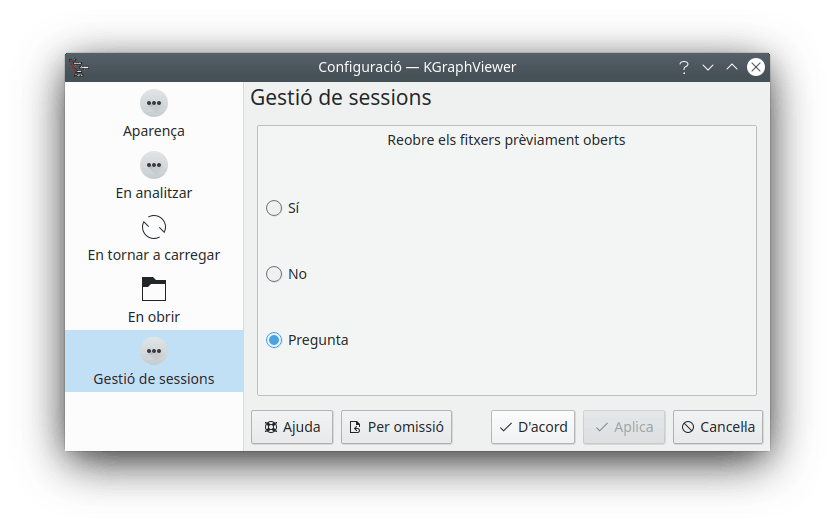 Configuració — KGraphViewer
Aparença
En analitzar
En tornar a carregar
En obrir
Gestió de sessions
Gestió de sessions
Reobre els fitxers prèviament oberts
Sí
No
Pregunta
Ajuda
Per omissió
D'acord
Aplica
Cancel·la